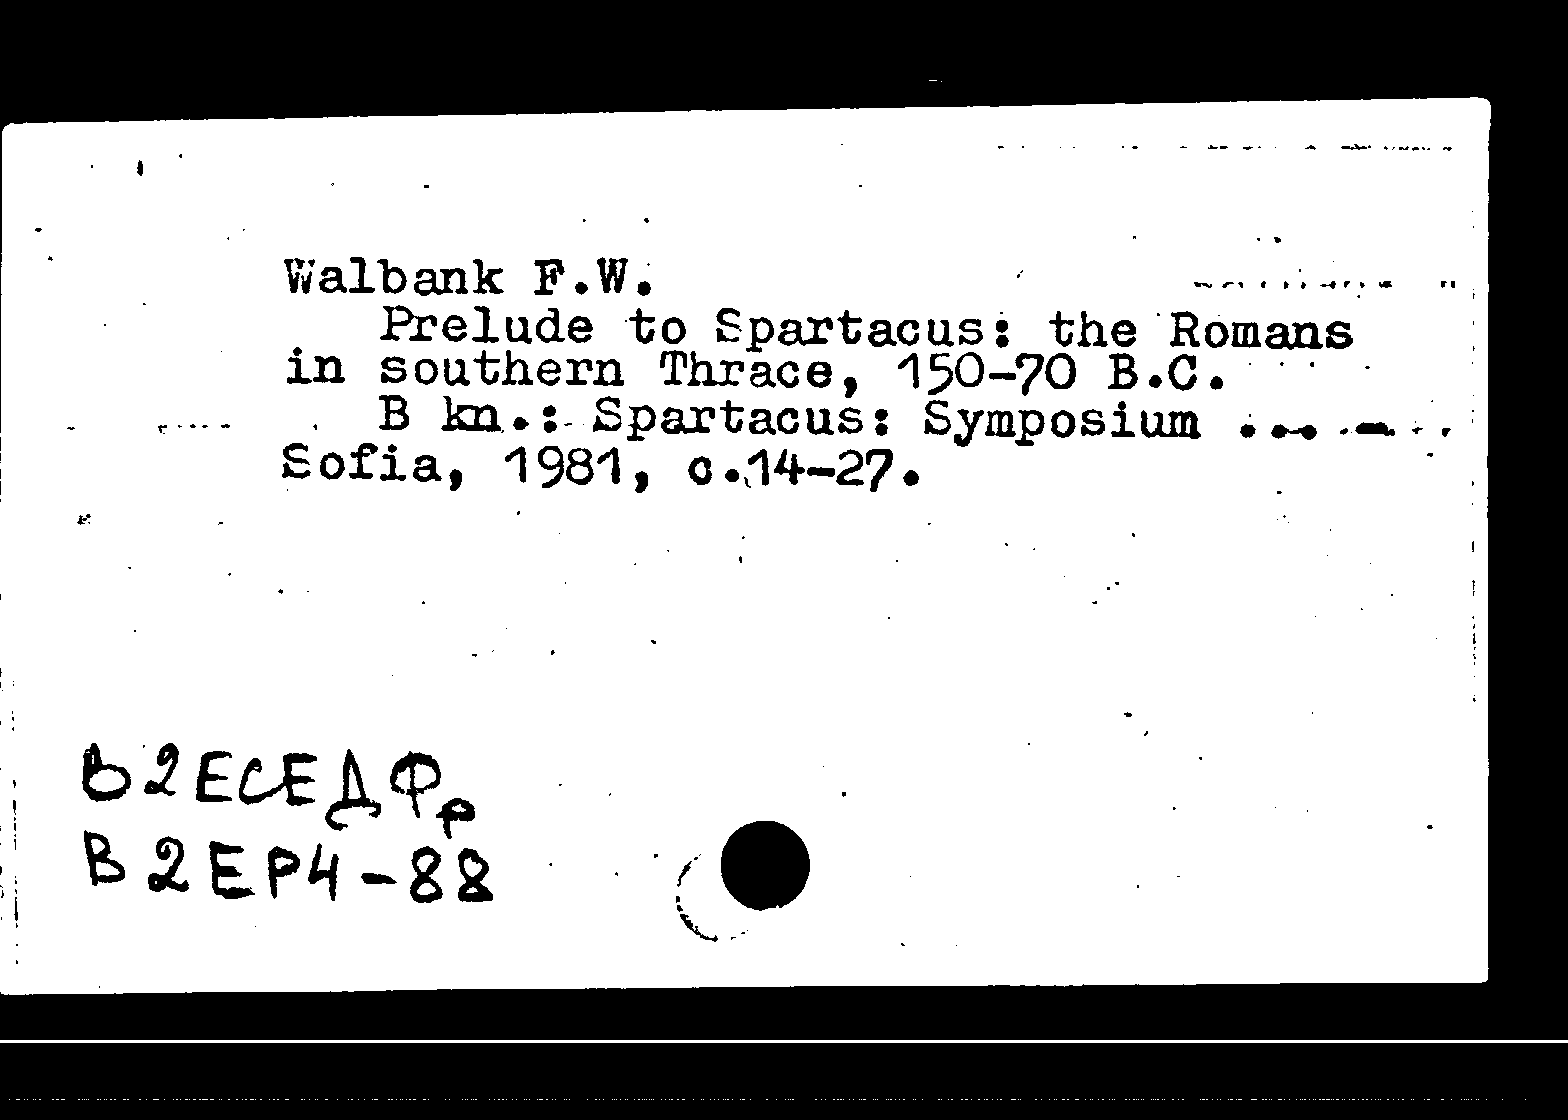 Walbank F.W.
Prelude to Spartacus: the Romans
in southern Thrace, 150-70 B.C.
B kn.: Spartacus: Symposium ... -
Sofia, 1981, c.14-27.
В2ЕСЕДФр
В2ЕР4-88